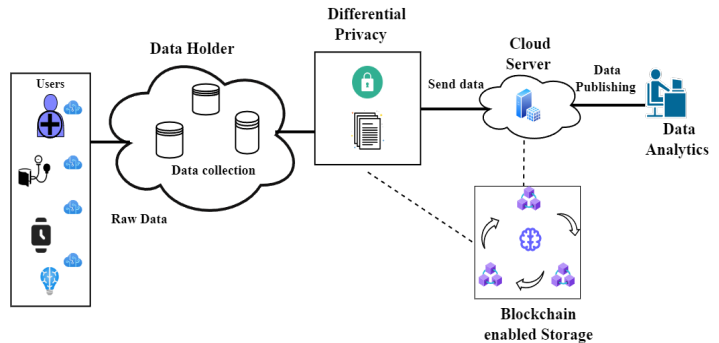 Users
Data Holder
Data collection
Raw Data
Differential
Privacy
Send data
Cloud
Server
Data
Publishing
Data
Analytics
Blockchain
enabled Storage